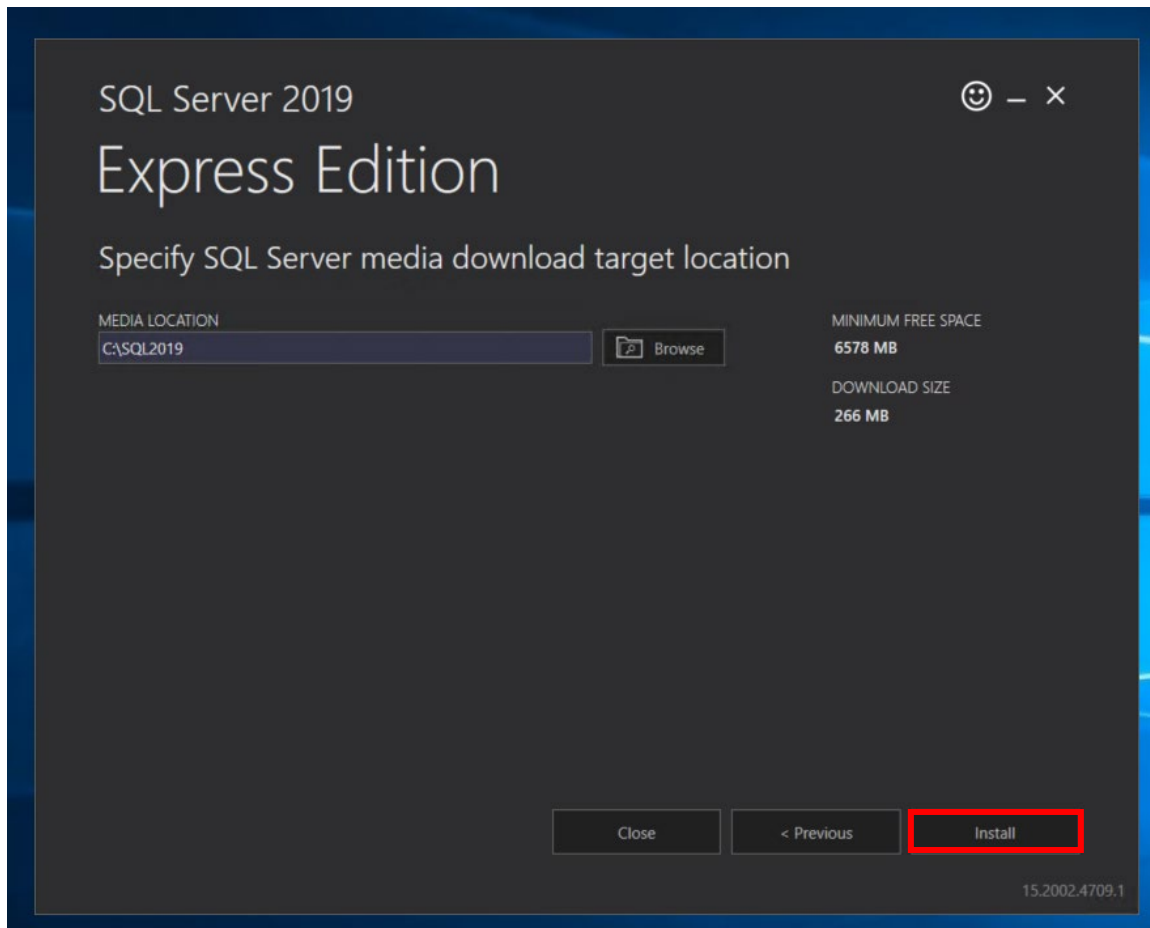 SQL Server 2019
Express Edition
Specify SQL Server media download target location
MEDIA LOCATION
C:\SQL2019
Browse
MINIMUM FREE SPACE
6578 MB
DOWNLOAD SIZE
266 MB
Close
< Previous
Install
15.2002.4709.1